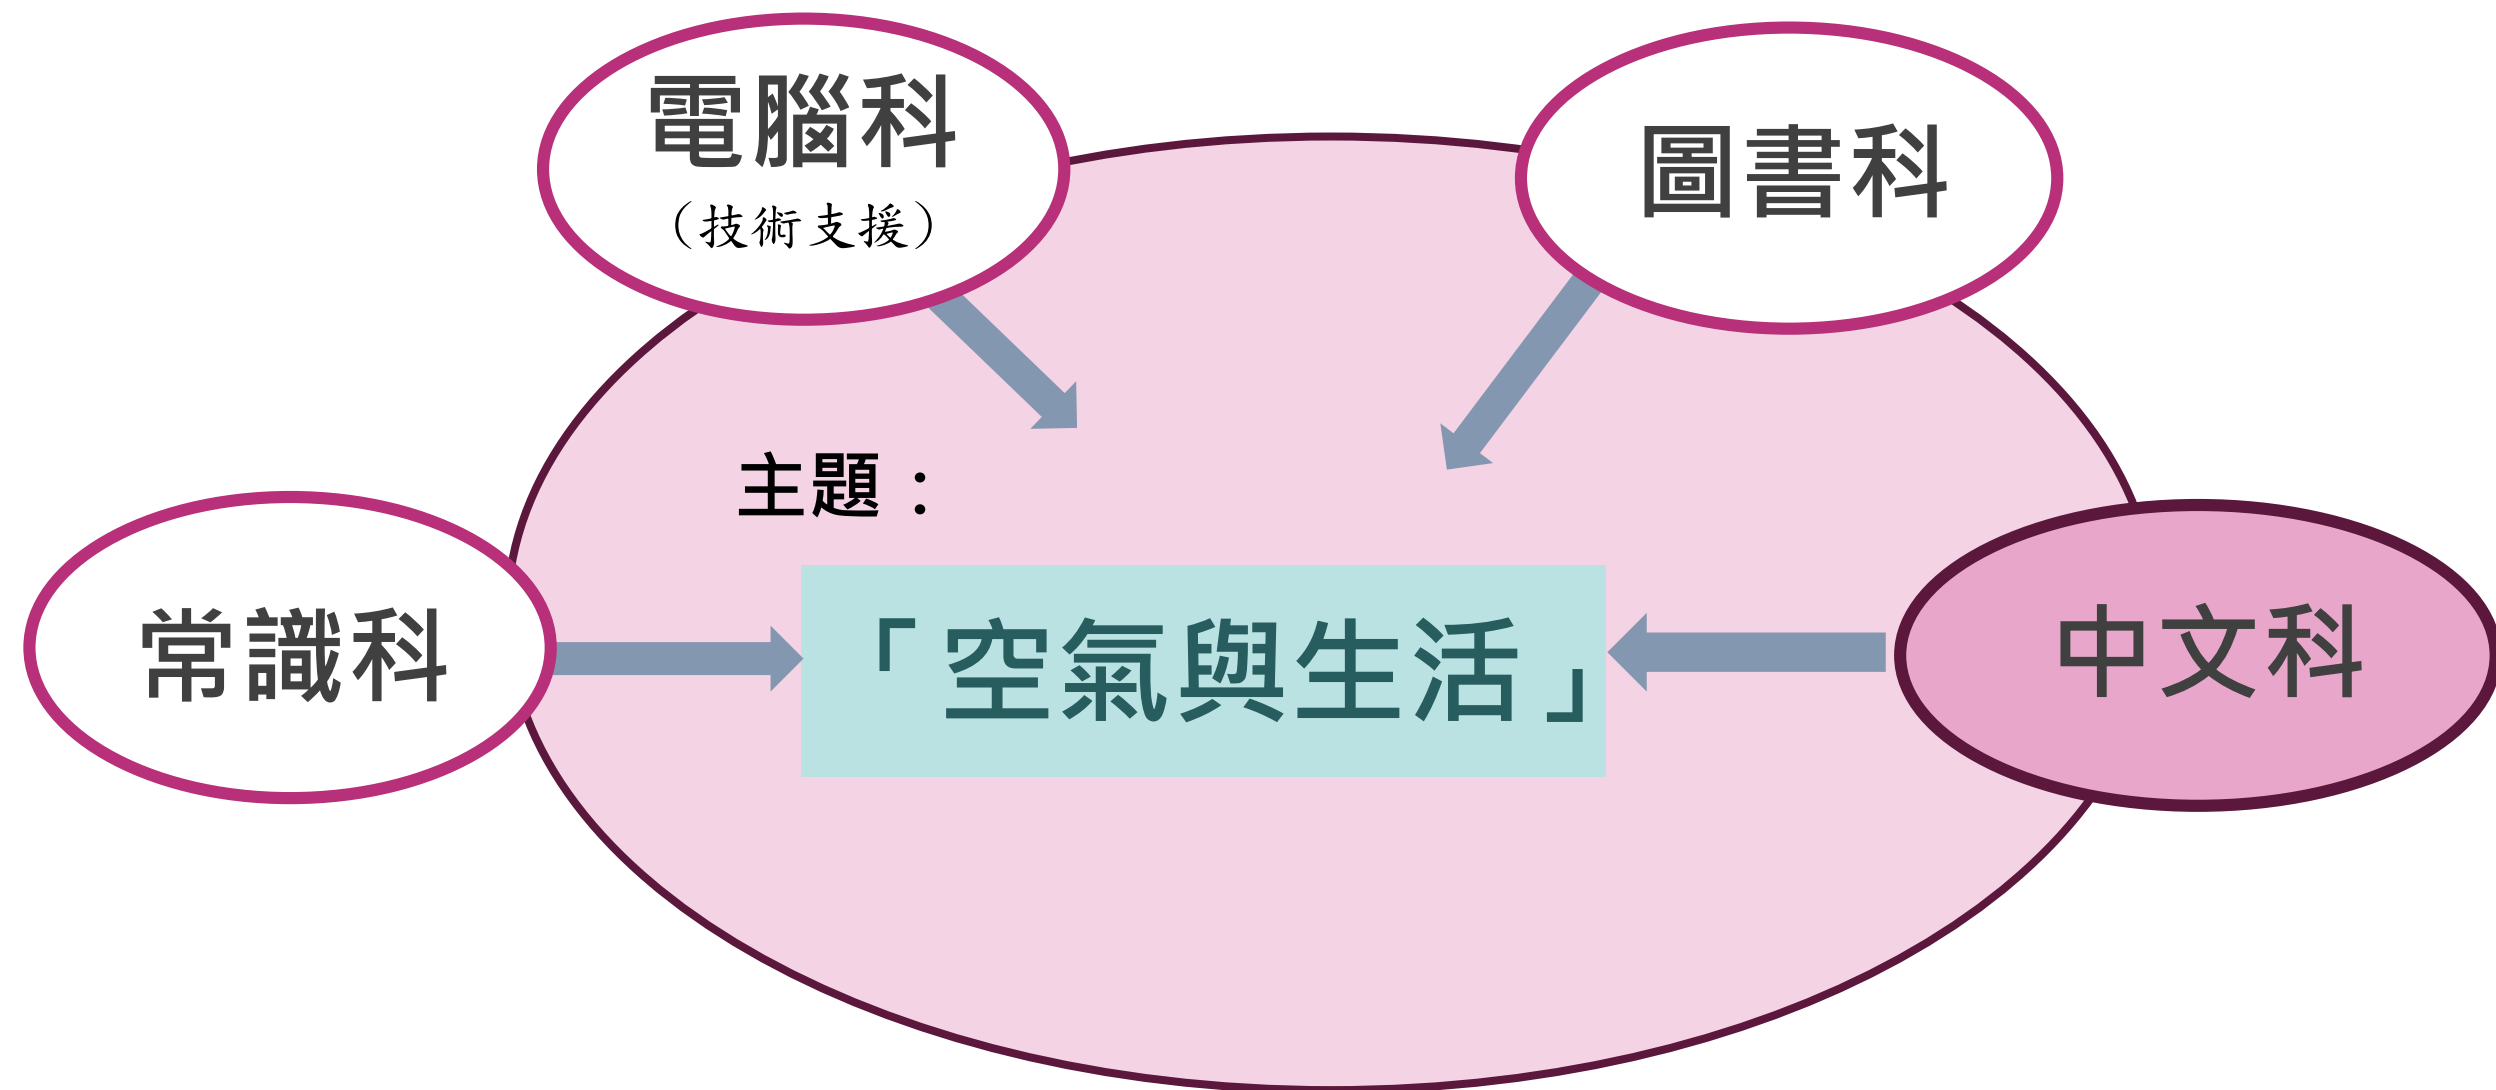 電腦科
(技術支援)
圖書科
主題：
常識科
「空氣與生活」
中文科